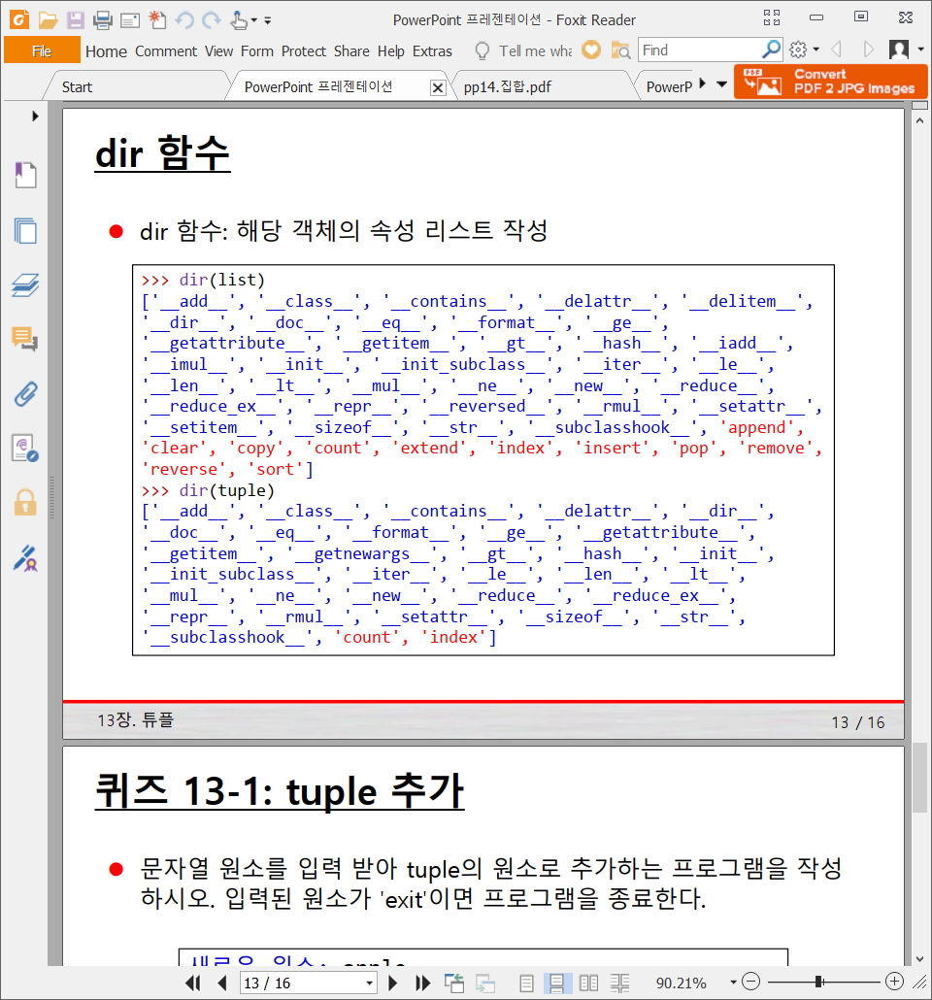 PowerPoint 프레젠테이션 - Foxit Reader
File Home Comment View Form Protect Share Help Extras Tell me wha Find
Start PowerPoint 프레젠테이션 pp14.집합.pdf PowerP
PDF Convert
PDF 2 JPG Images
dir 함수
dir 함수: 해당 객체의 속성 리스트 작성
>>> dir(list)
['__add__', '__class__', '__contains__', '__delattr__', '__delitem__',
'__dir__', '__doc__', '__eq__', '__format__', '__ge__',
'__getattribute__', '__getitem__', '__gt__', '__hash__', '__iadd__',
'__imul__', '__init__', '__init_subclass__', '__iter__', '__le__',
'__len__', '__lt__', '__mul__', '__ne__', '__new__', '__reduce__',
'__reduce_ex__', '__repr__', '__reversed__', '__rmul__', '__setattr__',
'__setitem__', '__sizeof__', '__str__', '__subclasshook__', 'append',
'clear', 'copy', 'count', 'extend', 'index', 'insert', 'pop', 'remove',
'reverse', 'sort']
>>> dir(tuple)
['__add__', '__class__', '__contains__', '__delattr__', '__dir__',
'__doc__', '__eq__', '__format__', '__ge__', '__getattribute__',
'__getitem__', '__getnewargs__', '__gt__', '__hash__', '__init__',
'__init_subclass__', '__iter__', '__le__', '__len__', '__lt__',
'__mul__', '__ne__', '__new__', '__reduce__', '__reduce_ex__',
'__repr__', '__rmul__', '__setattr__', '__sizeof__', '__str__',
'__subclasshook__', 'count', 'index']
13장. 튜플
13 / 16
퀴즈 13-1: tuple 추가
문자열 원소를 입력 받아 tuple의 원소로 추가하는 프로그램을 작성
하시오. 입력된 원소가 'exit'이면 프로그램을 종료한다.
새로운 원소: apple
13 / 16 90.21%